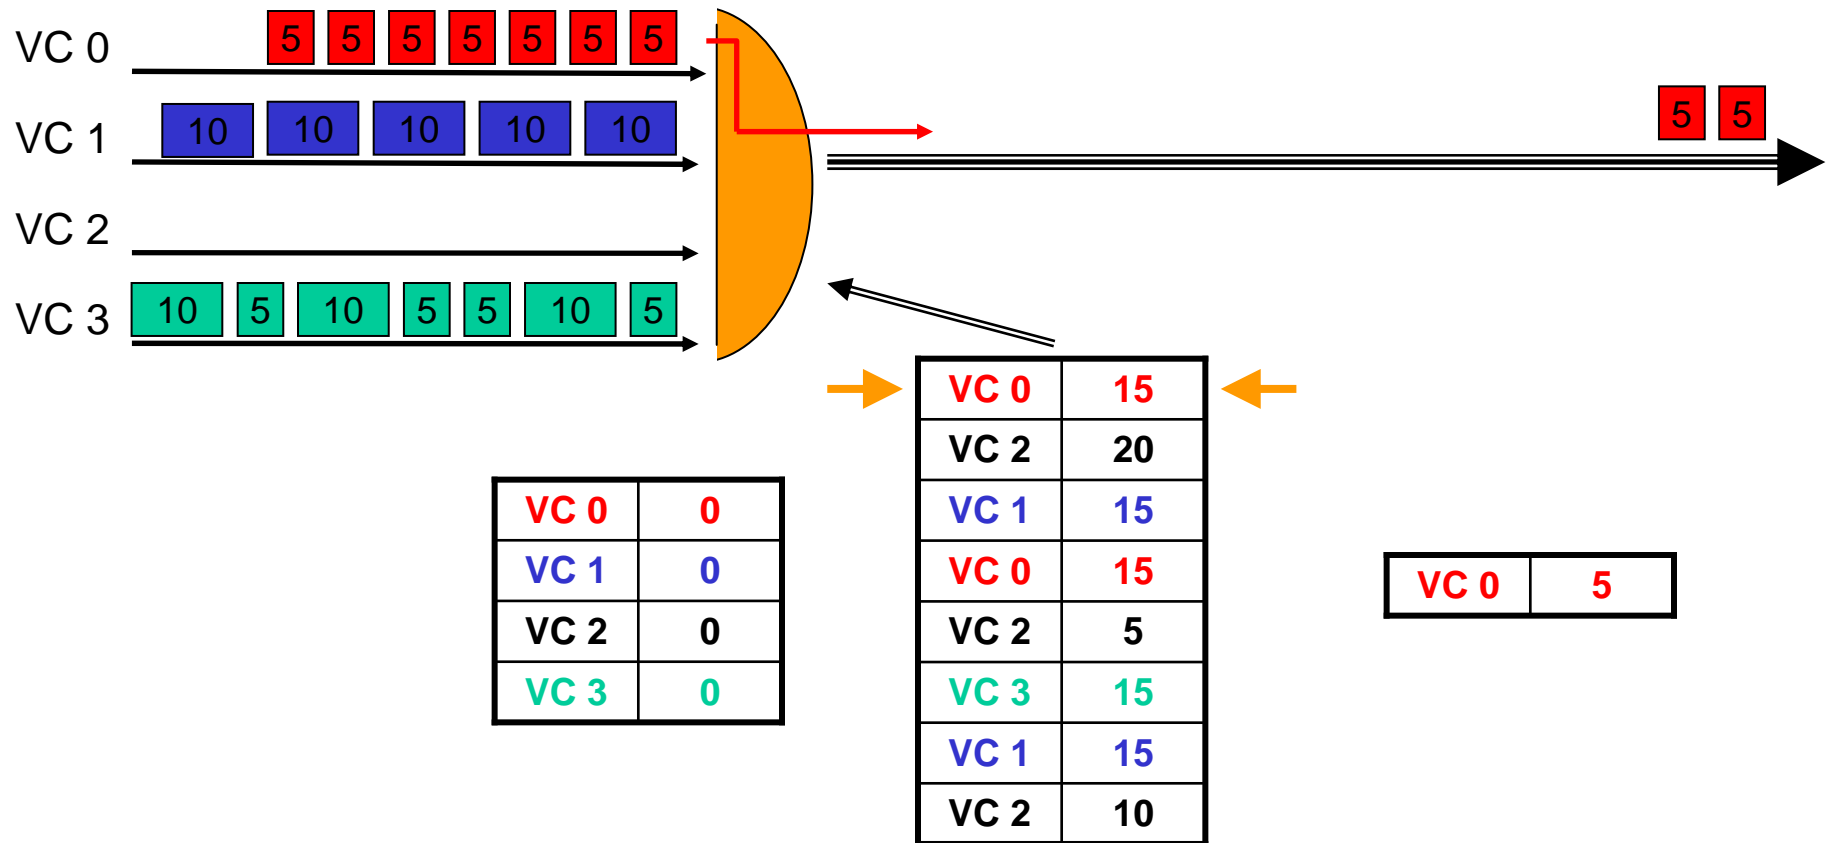 VC 0 5 5 5 5 5 5 5
5 5
VC 1 10 10 10 10 10
VC 2
VC 3 10 5 10 5 5 10 5
VC 0 15
VC 2 20
VC 1 15
VC 0 15
VC 2 5
VC 3 15
VC 1 15
VC 2 10
VC 0 0
VC 1 0
VC 2 0
VC 3 0
VC 0 5